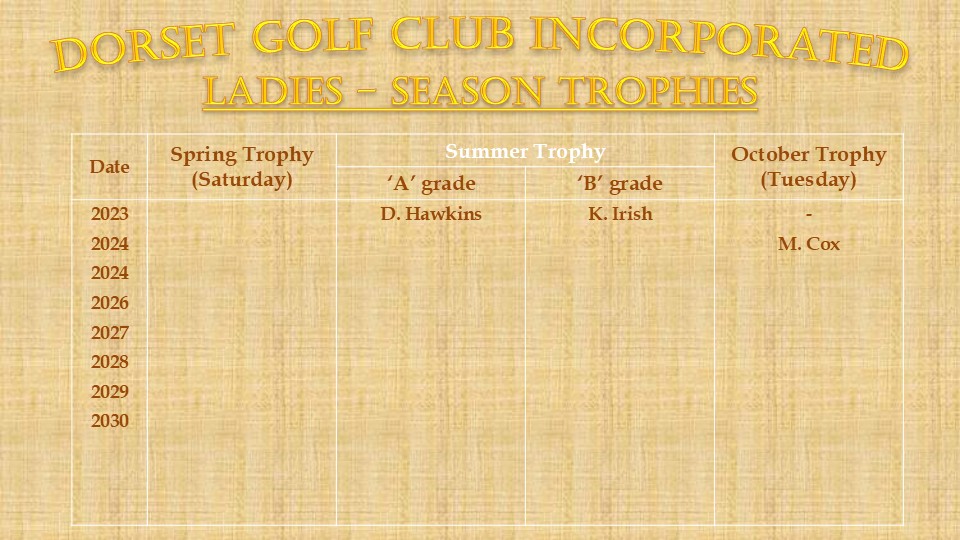 DORSET GOLF CLUB INCORPORATED
LADIES – SEASON TROPHIES
Date Spring Trophy (Saturday) Summer Trophy October Trophy (Tuesday)
‘A’ grade ‘B’ grade
2023 D. Hawkins K. Irish -
2024 M. Cox
2024
2026
2027
2028
2029
2030